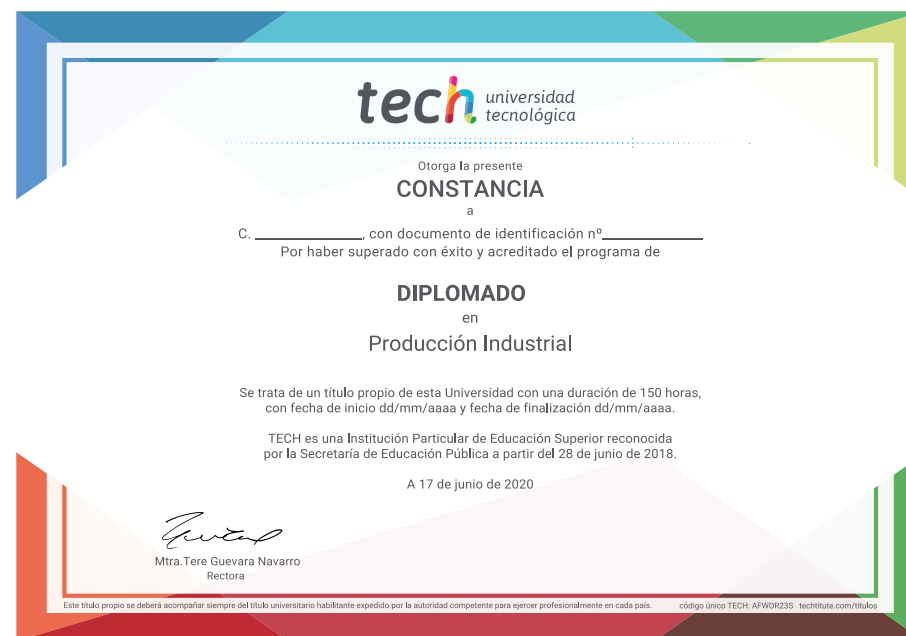 tech universidad
tecnológica
Otorga la presente
CONSTANCIA
a
C. ____________, con documento de identificación nº____________
Por haber superado con éxito y acreditado el programa de
DIPLOMADO
en
Producción Industrial
Se trata de un título propio de esta Universidad con una duración de 150 horas,
con fecha de inicio dd/mm/aaaa y fecha de finalización dd/mm/aaaa.
TECH es una Institución Particular de Educación Superior reconocida
por la Secretaría de Educación Pública a partir del 28 de junio de 2018.
A 17 de junio de 2020
Mtra.Tere Guevara Navarro
Rectora
Este título propio se deberá acompañar siempre del título universitario habilitante expedido por la autoridad competente para ejercer profesionalmente en cada país. código único TECH: AFWOR23S techtitute.com/titulos